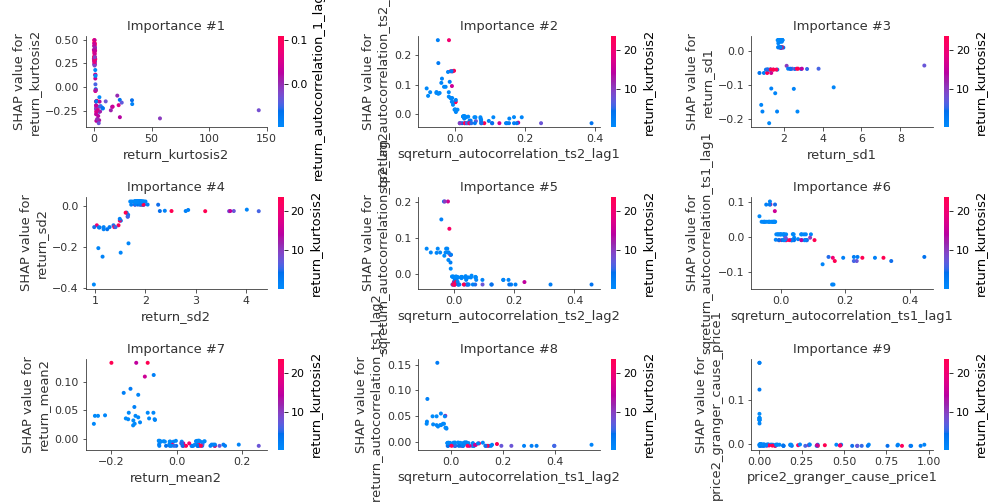 Importance #1
SHAP value for
return_kurtosis2
0.50
0.25
0.00
−0.25
0
50
100
150
return_kurtosis2
0.1
0.0
return_autocorrelation_1_lag
Importance #2
SHAP value for
sqreturn_autocorrelation_ts2_lag1
0.2
0.1
0.0
0.0
0.2
0.4
sqreturn_autocorrelation_ts2_lag1
20
10
return_kurtosis2
Importance #3
SHAP value for
return_sd1
0.0
−0.1
−0.2
2
4
6
8
return_sd1
20
10
return_kurtosis2
Importance #4
SHAP value for
return_sd2
0.0
−0.2
−0.4
1
2
3
4
return_sd2
20
10
return_kurtosis2
Importance #5
SHAP value for
sqreturn_autocorrelation_ts2_lag2
0.2
0.1
0.0
0.0
0.2
0.4
sqreturn_autocorrelation_ts2_lag2
20
10
return_kurtosis2
Importance #6
SHAP value for
sqreturn_autocorrelation_ts1_lag1
0.1
0.0
−0.1
0.0
0.2
0.4
sqreturn_autocorrelation_ts1_lag1
20
10
return_kurtosis2
Importance #7
SHAP value for
return_mean2
0.10
0.05
0.00
−0.2
0.0
0.2
return_mean2
20
10
return_kurtosis2
Importance #8
SHAP value for
sqreturn_autocorrelation_ts1_lag2
0.15
0.10
0.05
0.00
0.0
0.2
0.4
sqreturn_autocorrelation_ts1_lag2
20
10
return_kurtosis2
Importance #9
SHAP value for
price2_granger_cause_price1
0.1
0.0
0.00
0.25
0.50
0.75
1.00
price2_granger_cause_price1
20
10
return_kurtosis2